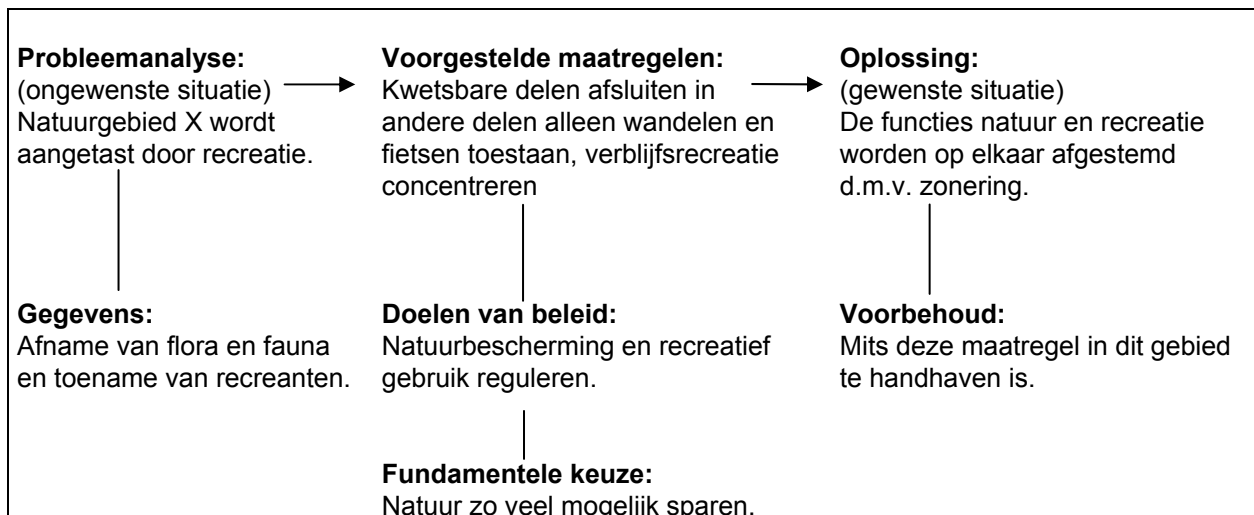 Probleemanalyse:
(ongewenste situatie)
Natuurgebied X wordt
aangetast door recreatie.
Voorgestelde maatregelen:
Kwetsbare delen afsluiten in
andere delen alleen wandelen en
fietsen toestaan, verblijfsrecreatie
concentreren
Oplossing:
(gewenste situatie)
De functies natuur en recreatie
worden op elkaar afgestemd
d.m.v. zonering.
Gegevens:
Afname van flora en fauna
en toename van recreanten.
Doelen van beleid:
Natuurbescherming en recreatief
gebruik reguleren.
Voorbehoud:
Mits deze maatregel in dit gebied
te handhaven is.
Fundamentele keuze:
Natuur zo veel mogelijk sparen.